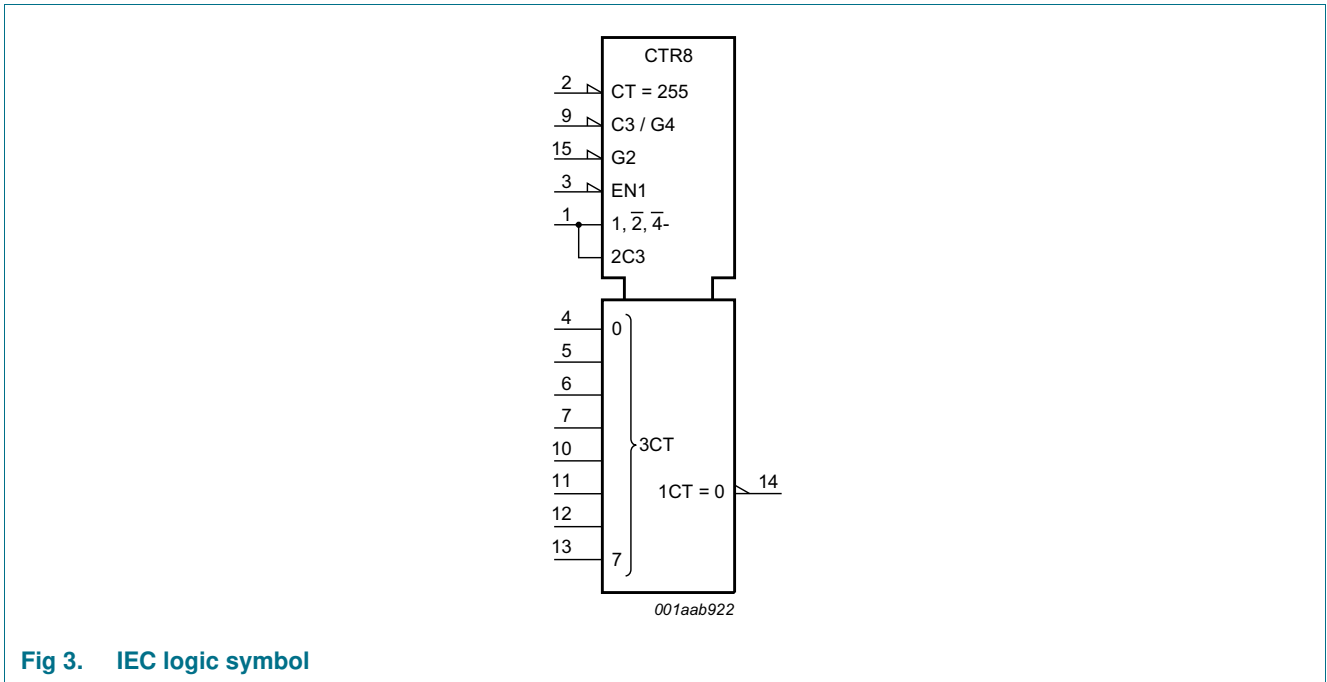 CTR8
2 CT = 255
9 C3 / G4
15 G2
3 EN1
1 1, 2̅, 4̅-
2C3
4 0
5
6
7
3CT
10
11
1CT = 0 14
12
13 7
001aab922
Fig 3. IEC logic symbol